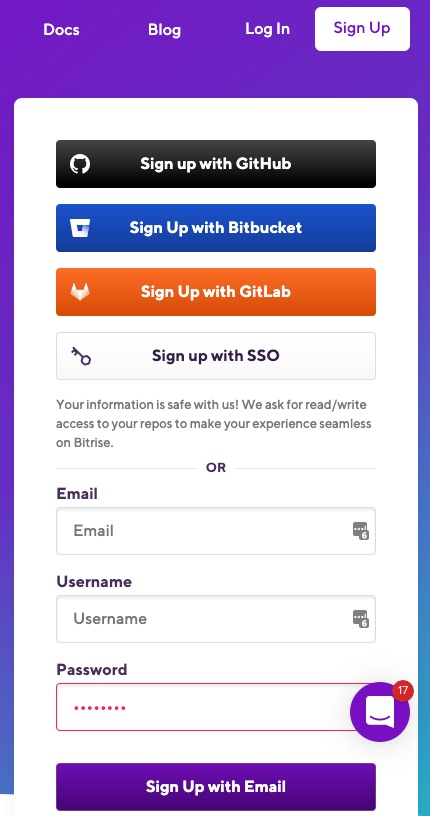 Docs Blog Log In Sign Up
Sign up with GitHub
Sign Up with Bitbucket
Sign Up with GitLab
Sign up with SSO
Your information is safe with us! We ask for read/write
access to your repos to make your experience seamless
on Bitrise.
OR
Email
Email
6
Username
Username
6
Password
17
Sign Up with Email